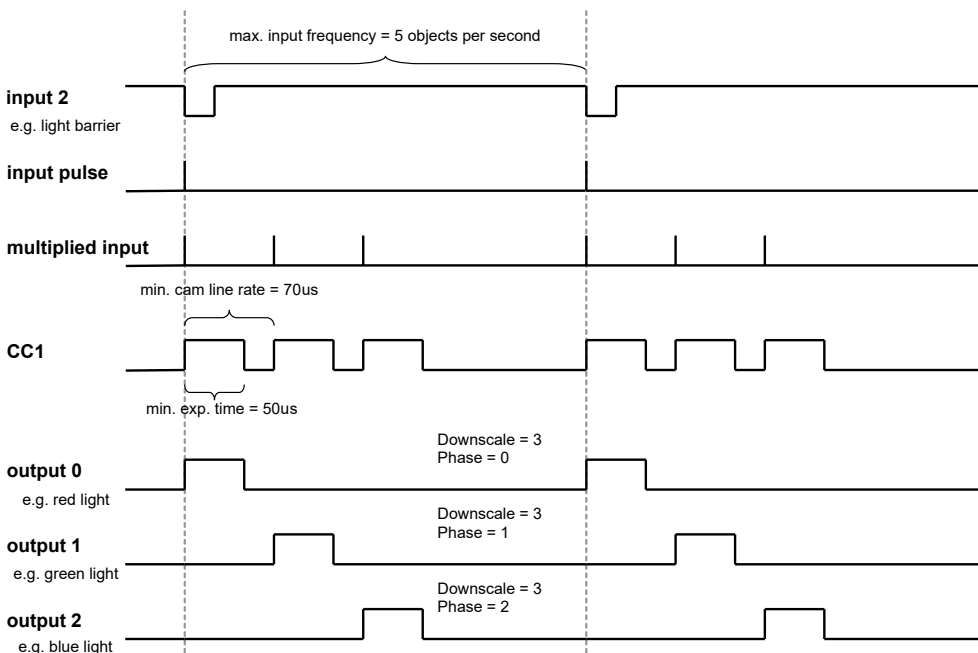 max. input frequency = 5 objects per second
input 2
e.g. light barrier
input pulse
multiplied input
min. cam line rate = 70us
CC1
min. exp. time = 50us
Downscale = 3
Phase = 0
output 0
e.g. red light
Downscale = 3
Phase = 1
output 1
e.g. green light
Downscale = 3
Phase = 2
output 2
e.g. blue light